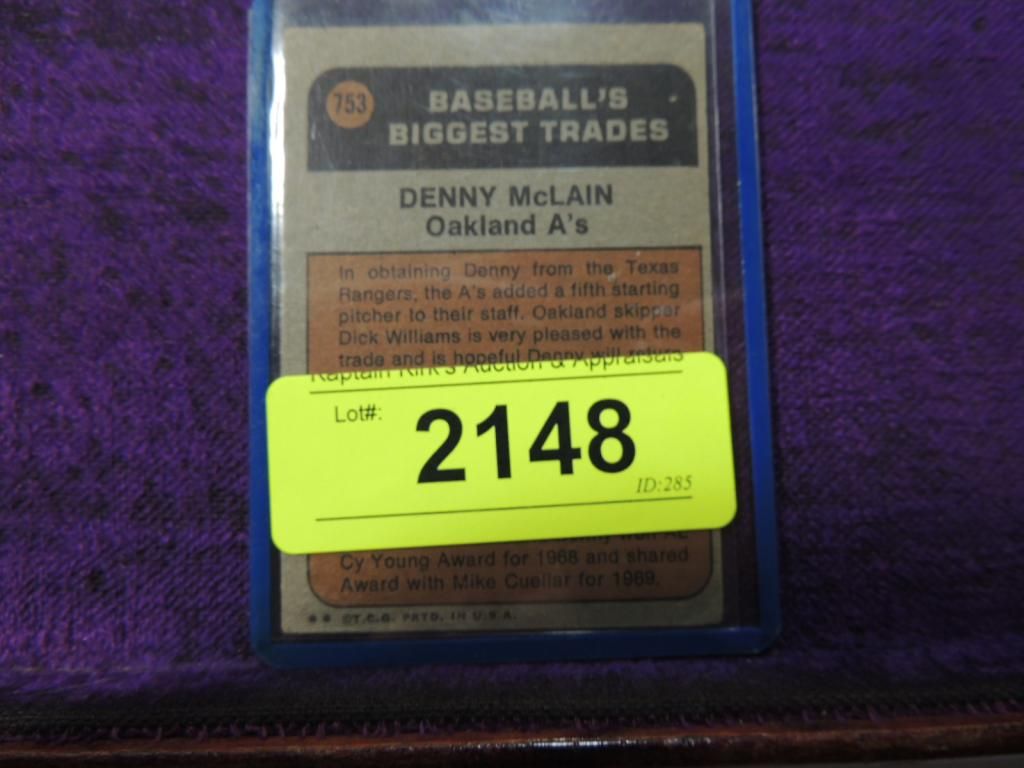 753
BASEBALL'S
BIGGEST TRADES
DENNY McLAIN
Oakland A's
In obtaining Denny from the Texas
Rangers, the A's added a fifth starting
pitcher to their staff. Oakland skipper
Dick Williams is very pleased with the
trade and is hopeful Denny will return
Kaptain Kirk's Auction & Appraisals
Lot#:
2148
ID:285
won AL
Cy Young Award for 1968 and shared
Award with Mike Cuellar for 1969.
** ©T.C.G. PRTD. IN U.S.A.